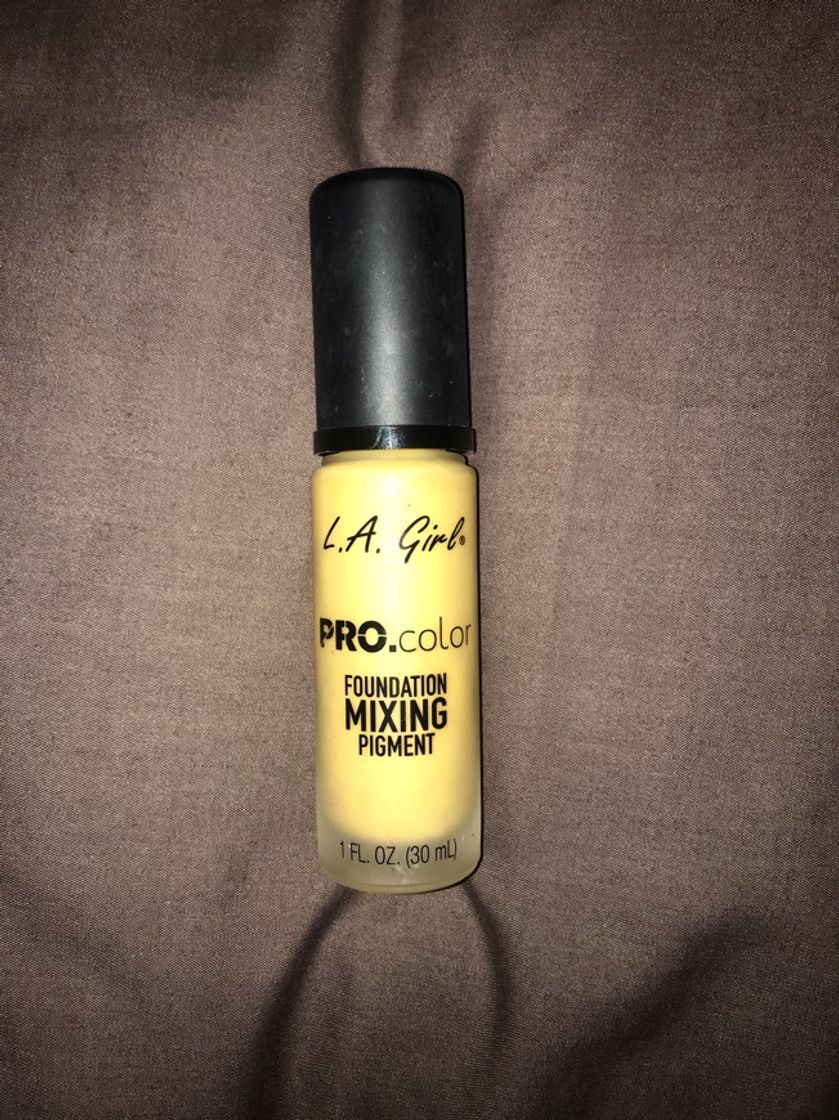 L.A. Girl®
PRO.color
FOUNDATION
MIXING
PIGMENT
1 FL. OZ. (30 mL)